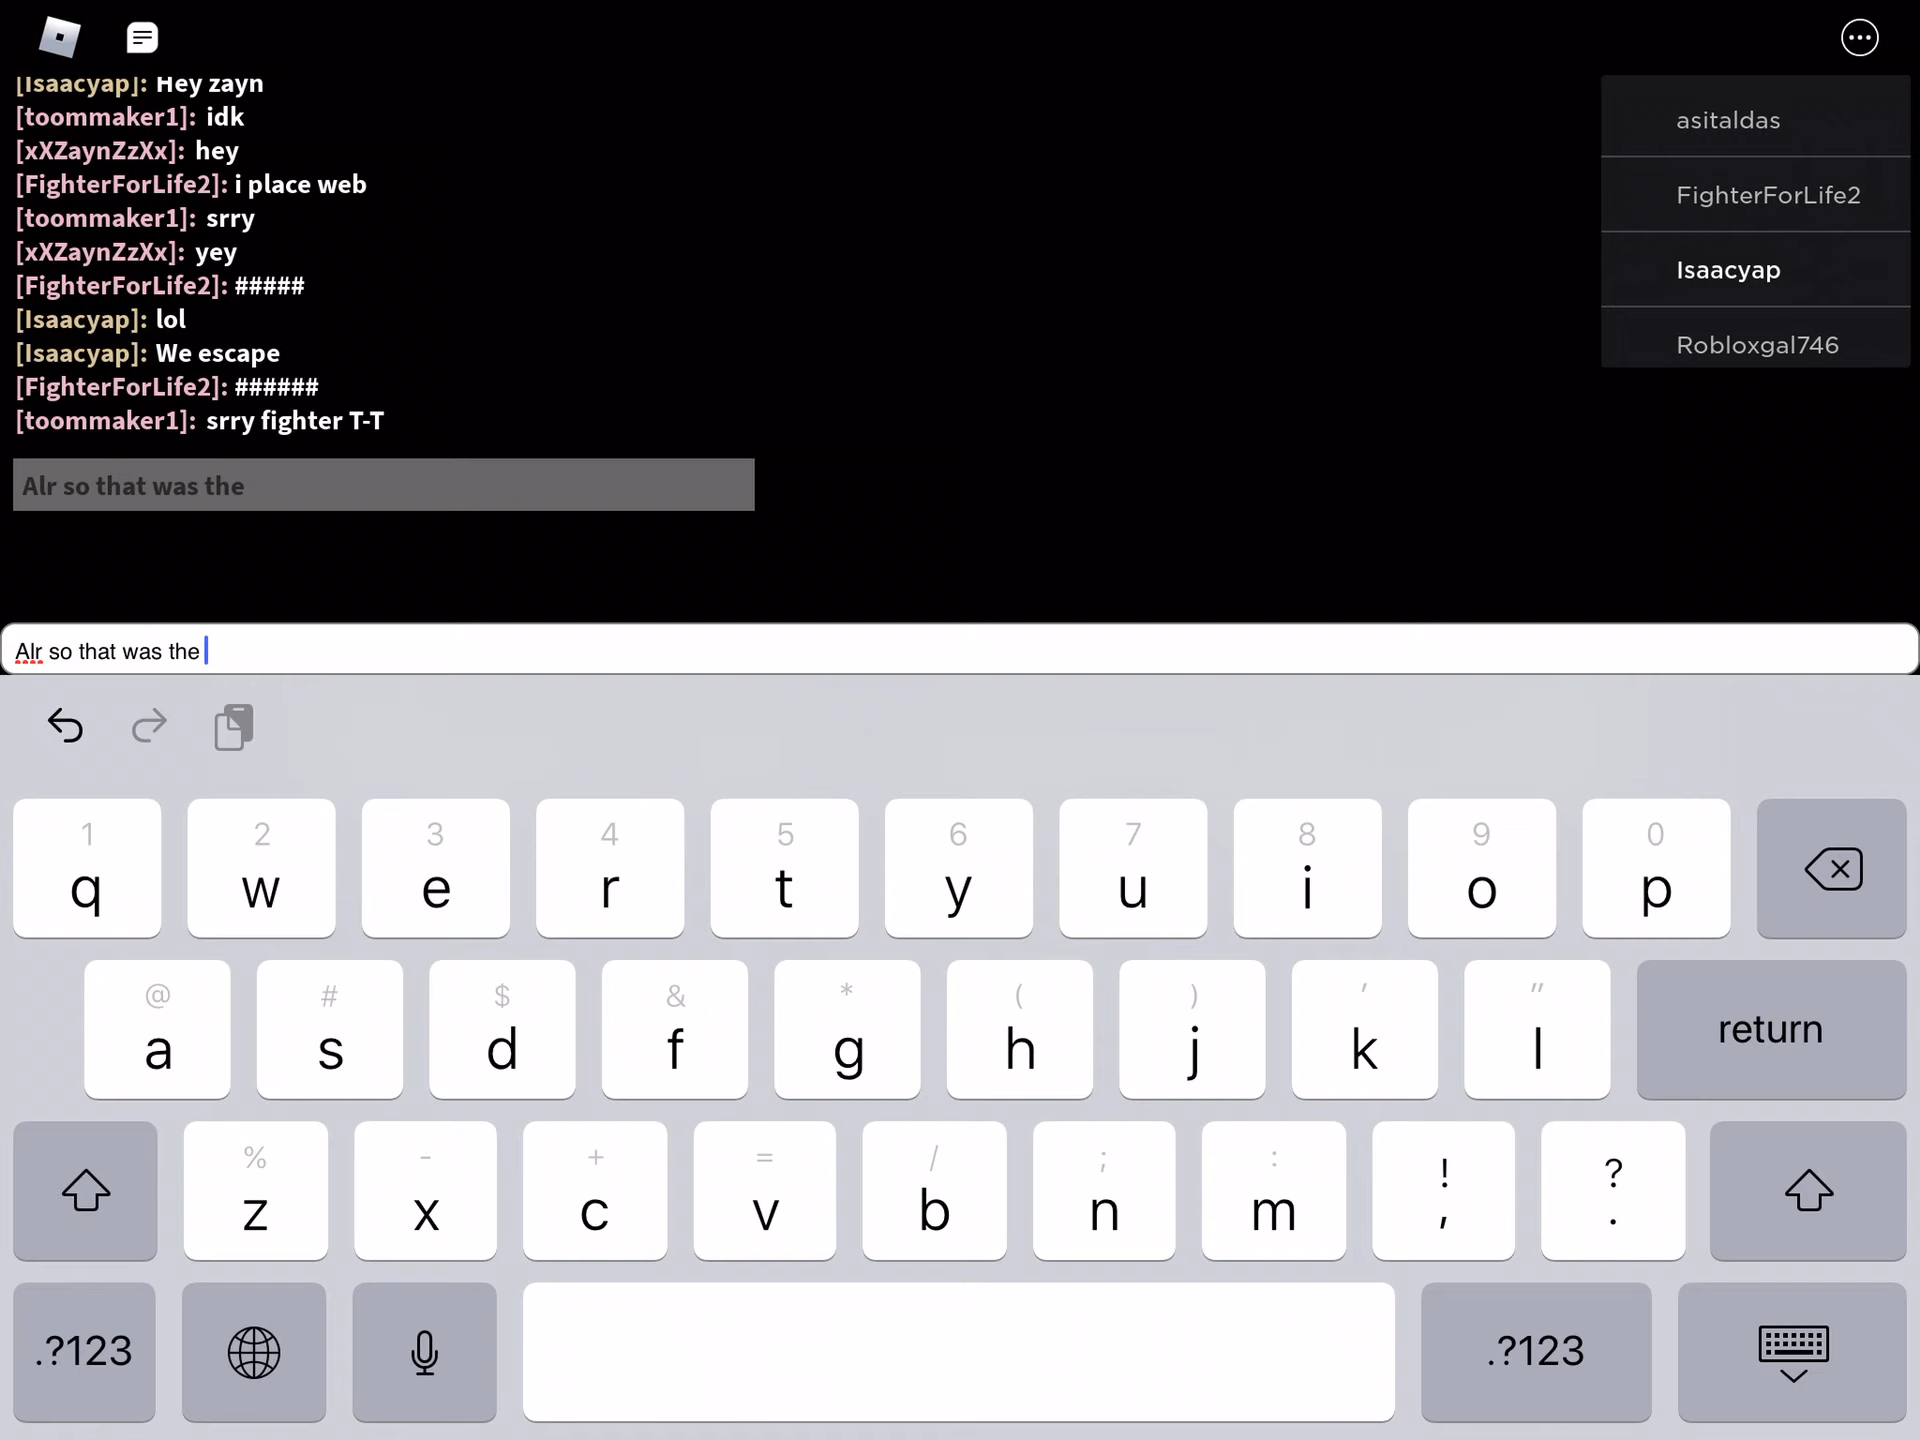 [Isaacyap]: Hey zayn
[toommaker1]: idk
[xXZaynZzXx]: hey
[FighterForLife2]: i place web
[toommaker1]: srry
[xXZaynZzXx]: yey
[FighterForLife2]: #####
[Isaacyap]: lol
[Isaacyap]: We escape
[FighterForLife2]: ######
[toommaker1]: srry fighter T-T
asitaldas
FighterForLife2
Isaacyap
Robloxgal746
Alr so that was the
Alr so that was the
1 2 3 4 5 6 7 8 9 0
q w e r t y u i o p
@ # $ & * ( ) ' "
a s d f g h j k l return
% - + = / ; : ! ?
z x c v b n m , .
.?123 .?123